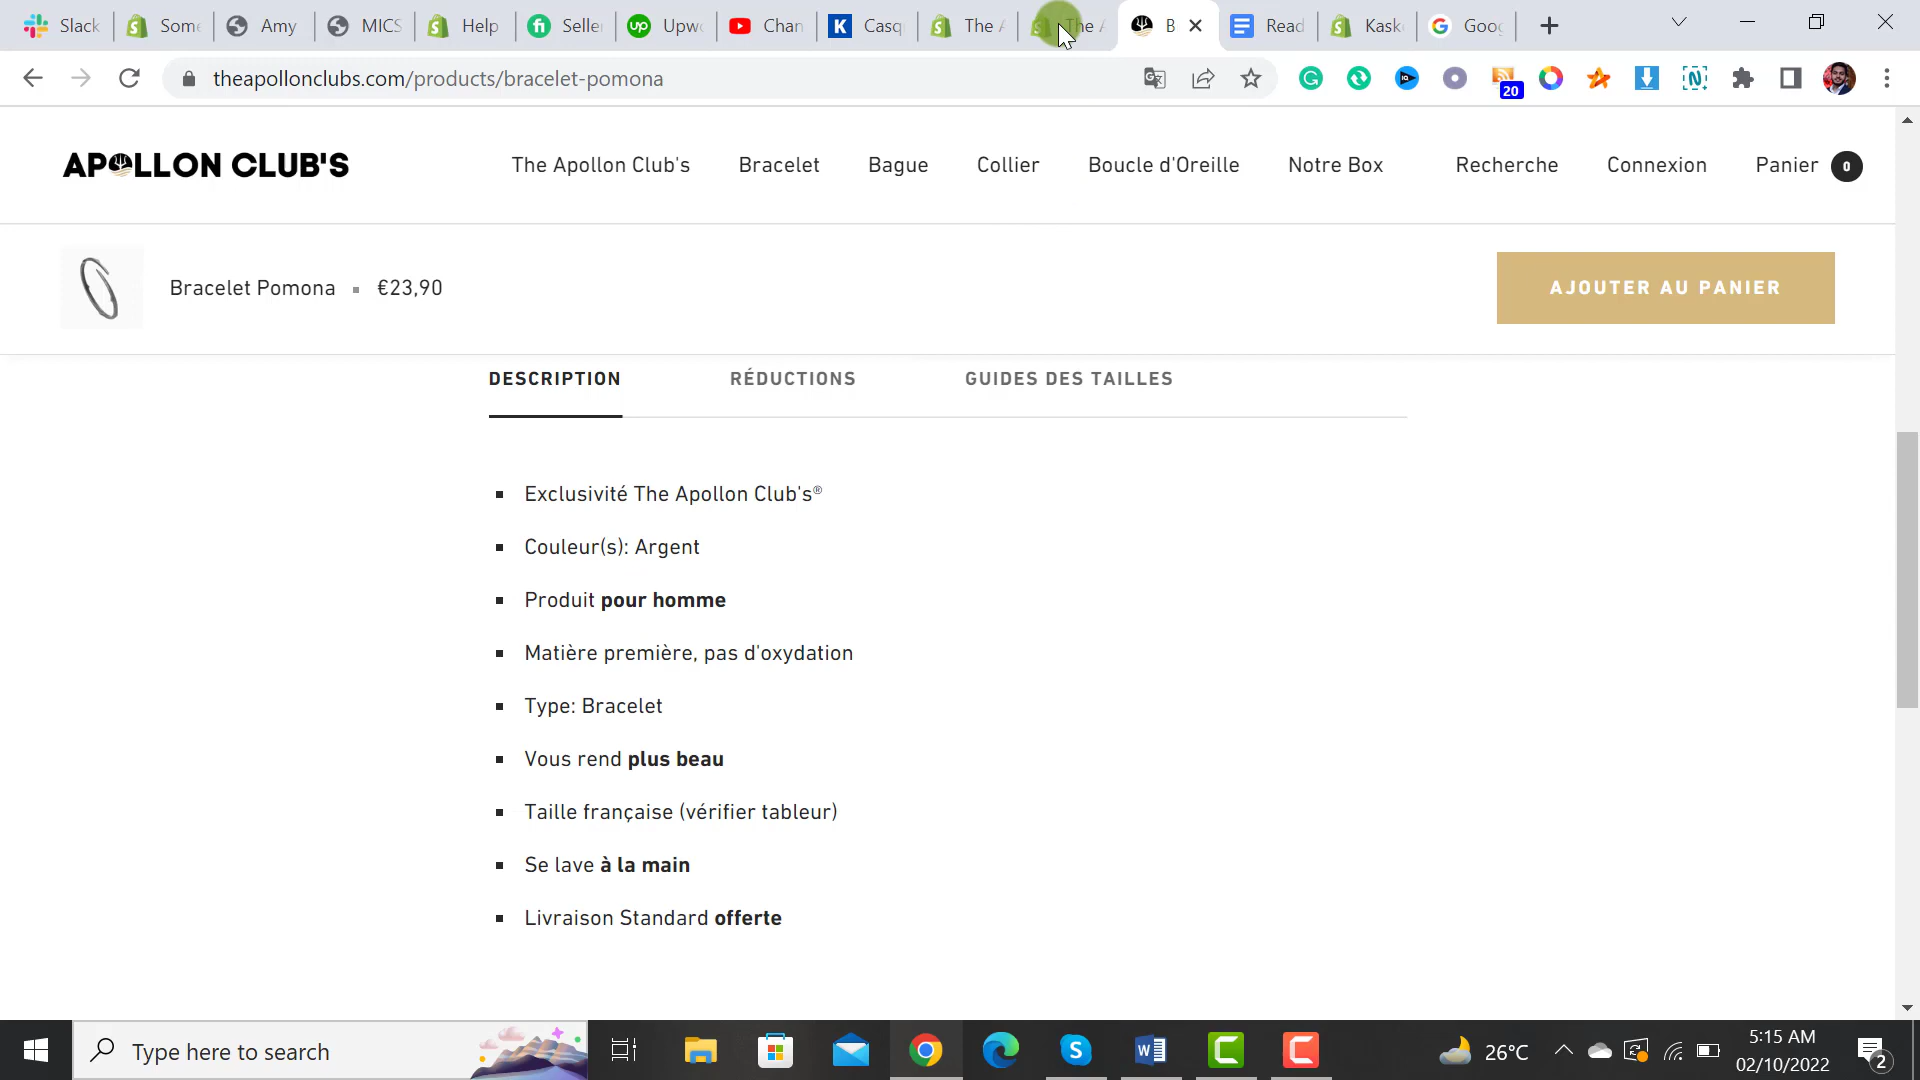 Slack Some Amy MICS Help Selle Upwo Chan Casq The A The A B Read Kask Goog
theapollonclubs.com/products/bracelet-pomona
20
APOLLON CLUB'S The Apollon Club's Bracelet Bague Collier Boucle d'Oreille Notre Box Recherche Connexion Panier 0
Bracelet Pomona ▪ €23,90 AJOUTER AU PANIER
DESCRIPTION RÉDUCTIONS GUIDES DES TAILLES
▪ Exclusivité The Apollon Club's®
▪ Couleur(s): Argent
▪ Produit pour homme
▪ Matière première, pas d'oxydation
▪ Type: Bracelet
▪ Vous rend plus beau
▪ Taille française (vérifier tableur)
▪ Se lave à la main
▪ Livraison Standard offerte
Type here to search 26°C 5:15 AM
02/10/2022 2